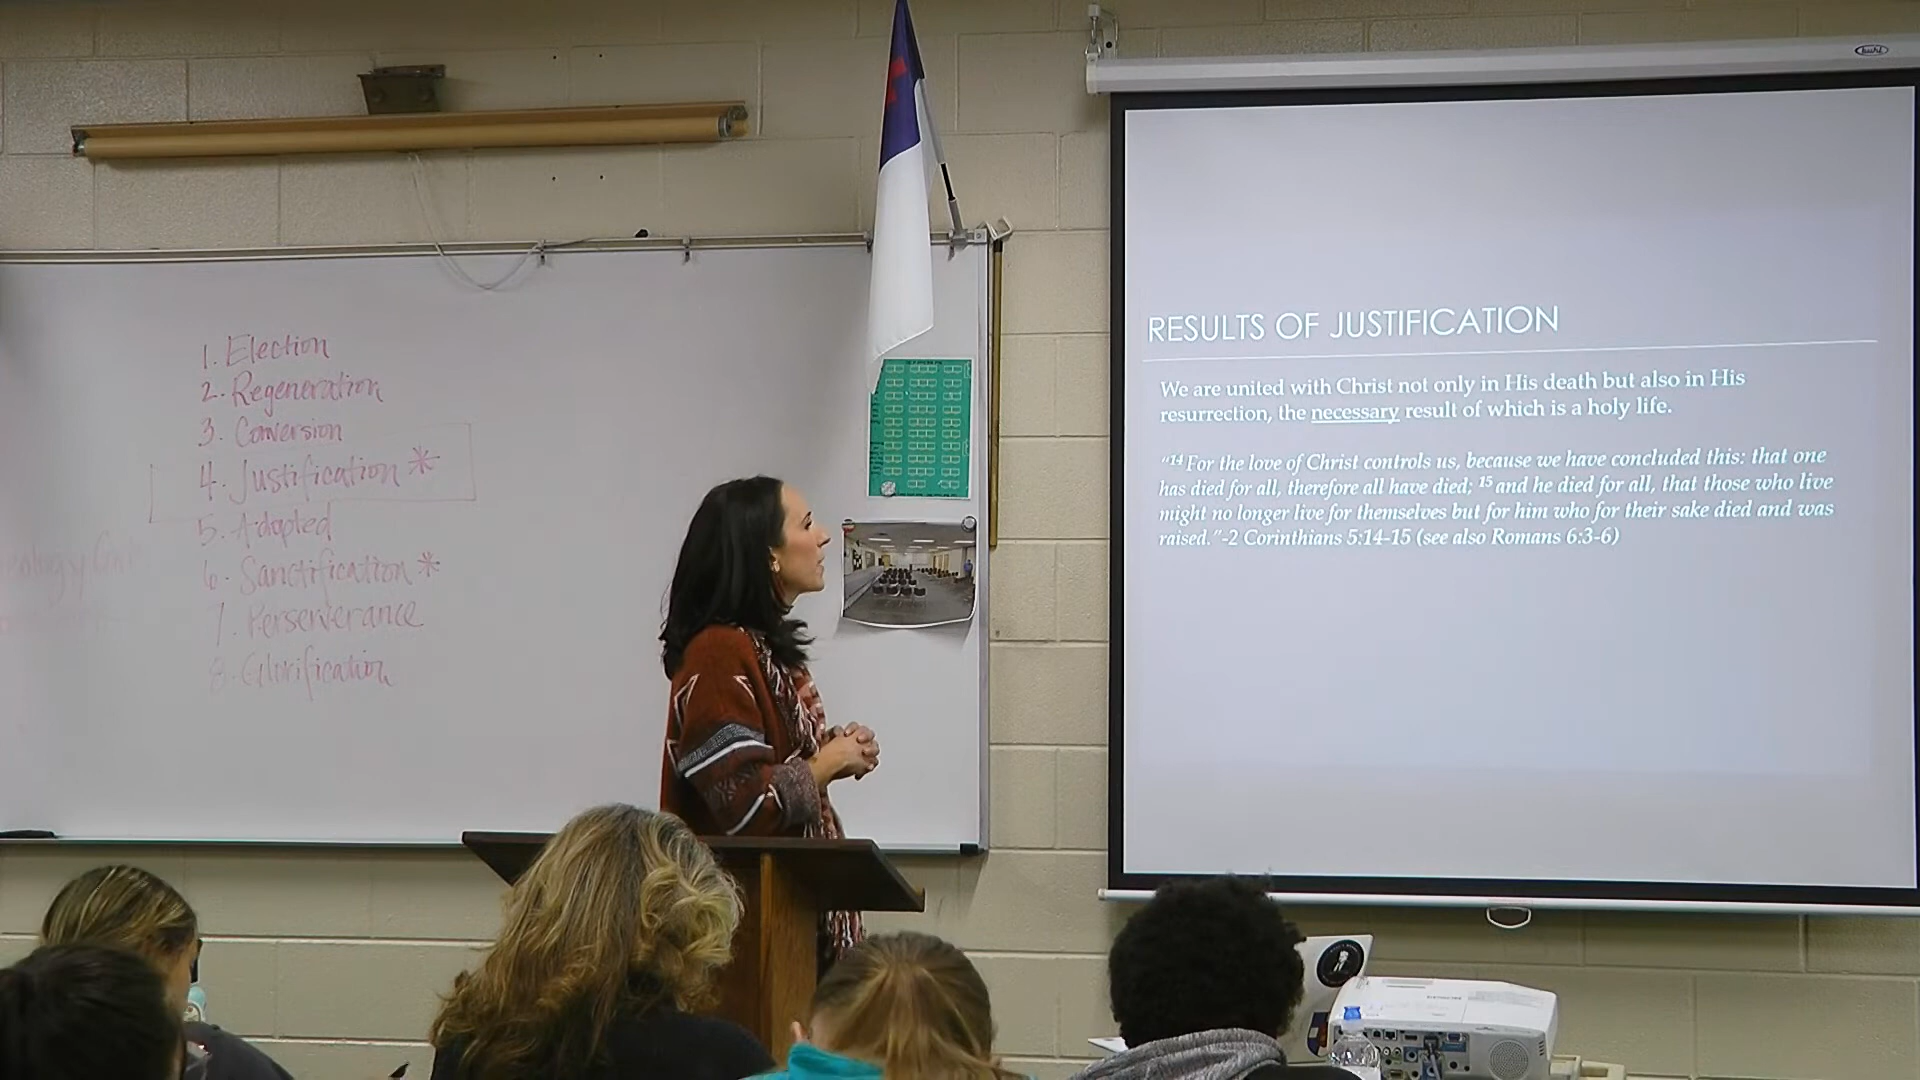 1. Election
2. Regeneration
3. Conversion
4. Justification *
5. Adopted
6. Sanctification *
7. Perserverance
8. Glorification
RESULTS OF JUSTIFICATION
We are united with Christ not only in His death but also in His
resurrection, the necessary result of which is a holy life.
"14 For the love of Christ controls us, because we have concluded this: that one
has died for all, therefore all have died; 15 and he died for all, that those who live
might no longer live for themselves but for him who for their sake died and was
raised."-2 Corinthians 5:14-15 (see also Romans 6:3-6)